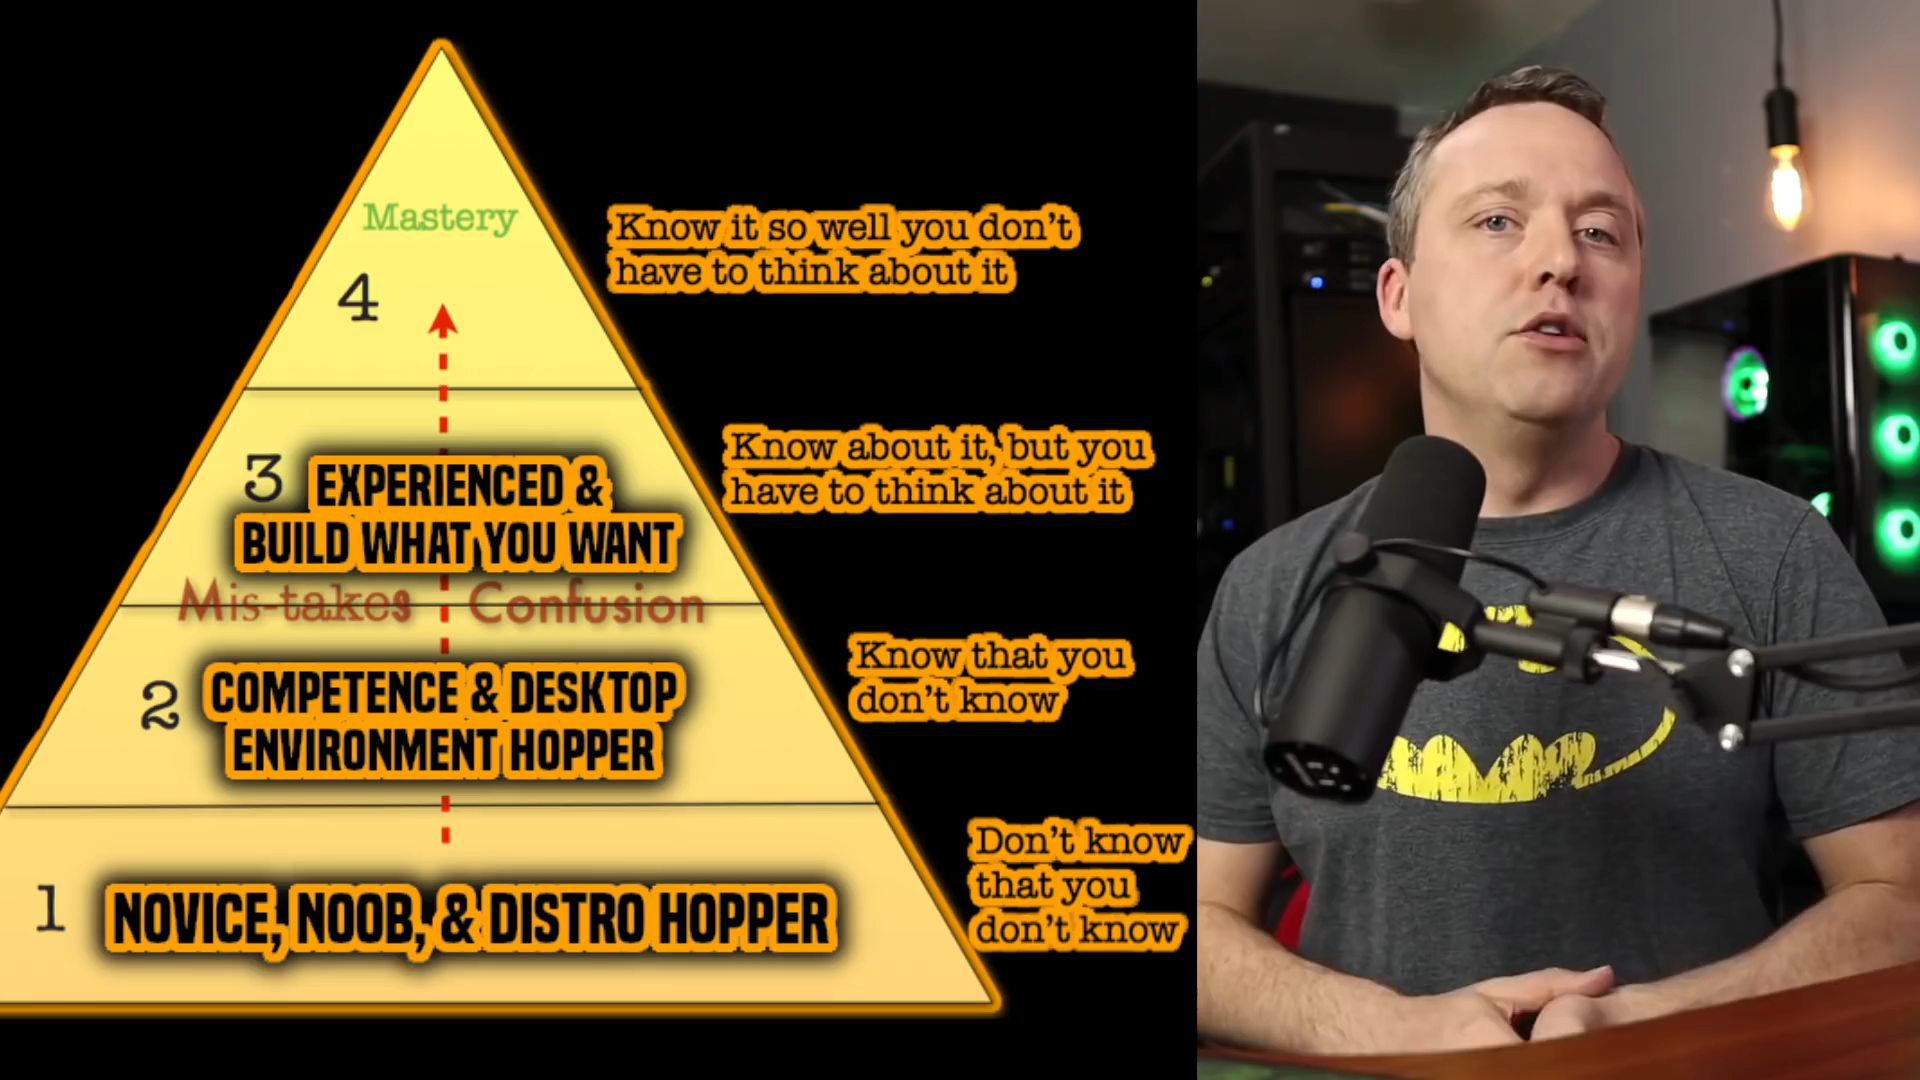 Mastery
4
Know it so well you don't
have to think about it
3
EXPERIENCED &
BUILD WHAT YOU WANT
Know about it, but you
have to think about it
Mis-takes Confusion
2
COMPETENCE & DESKTOP
ENVIRONMENT HOPPER
Know that you
don't know
1
NOVICE, NOOB, & DISTRO HOPPER
Don't know
that you
don't know